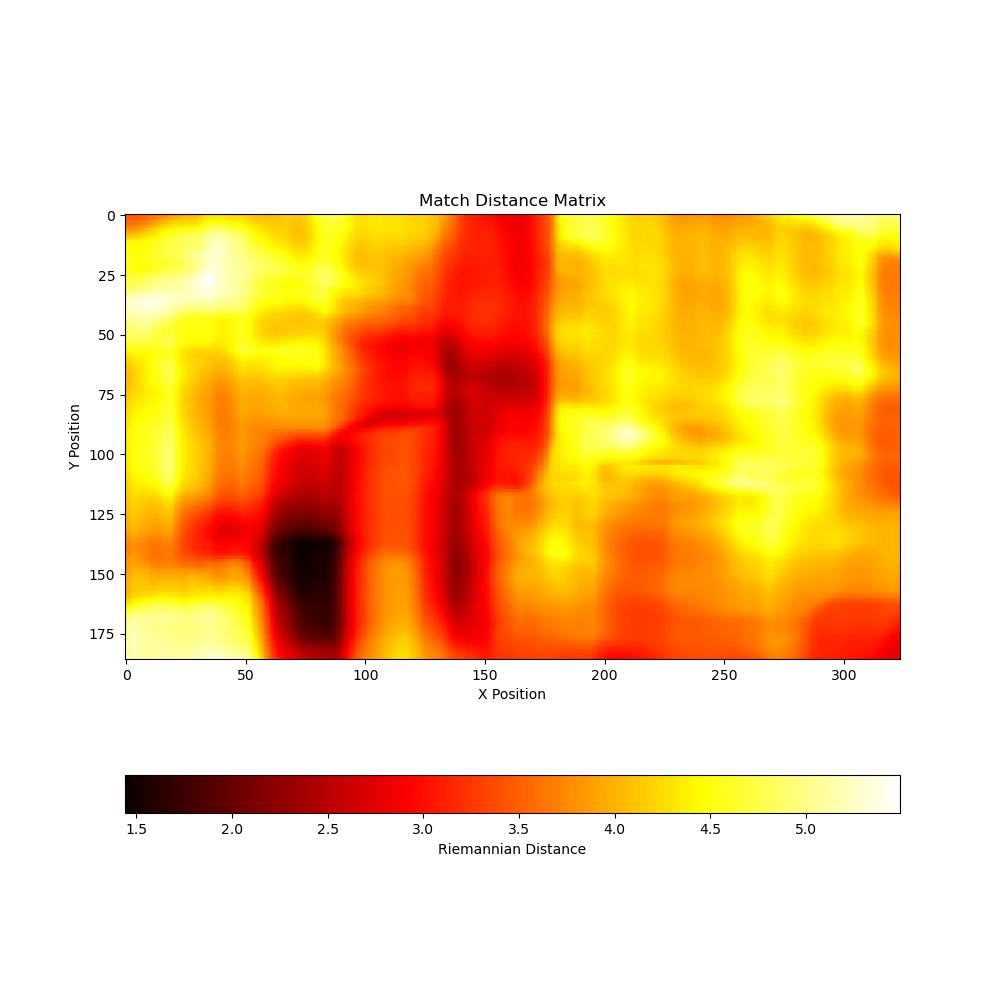 Match Distance Matrix
0
25
50
75
100
125
150
175
Y Position
0 50 100 150 200 250 300
X Position
1.5 2.0 2.5 3.0 3.5 4.0 4.5 5.0
Riemannian Distance